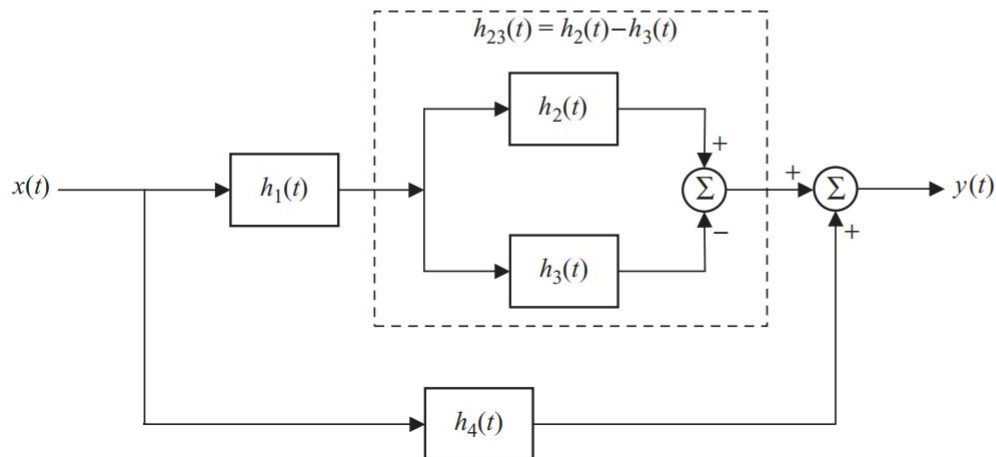 h₂₃(t) = h₂(t)−h₃(t)
h₂(t)
+
x(t)
h₁(t)
Σ
+
Σ
y(t)
−
+
h₃(t)
h₄(t)